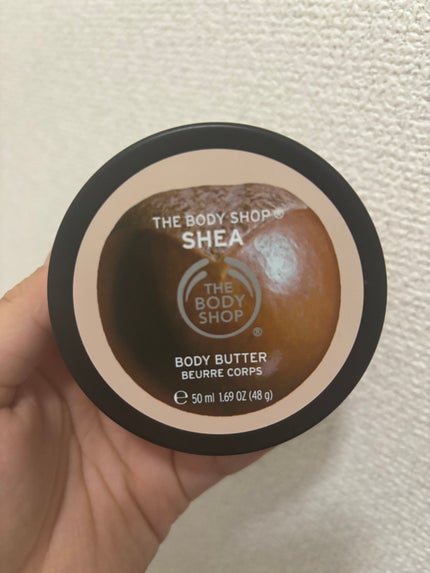 THE BODY SHOP®
SHEA
THE
BODY
SHOP
®
BODY BUTTER
BEURRE CORPS
℮ 50 ml 1.69 OZ (48 g)